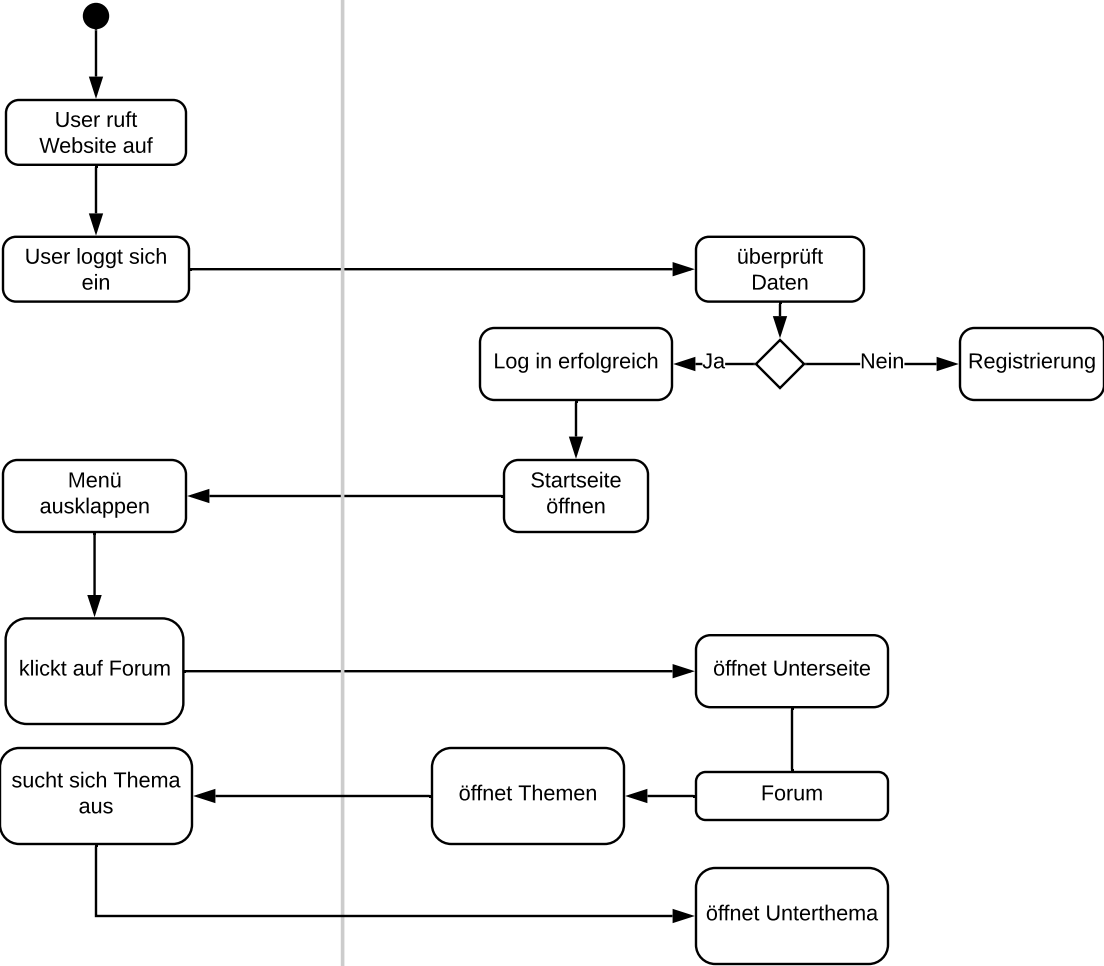 User ruft
Website auf
User loggt sich
ein
überprüft
Daten
Log in erfolgreich
Ja
Nein
Registrierung
Menü
ausklappen
Startseite
öffnen
klickt auf Forum
öffnet Unterseite
sucht sich Thema
aus
öffnet Themen
Forum
öffnet Unterthema